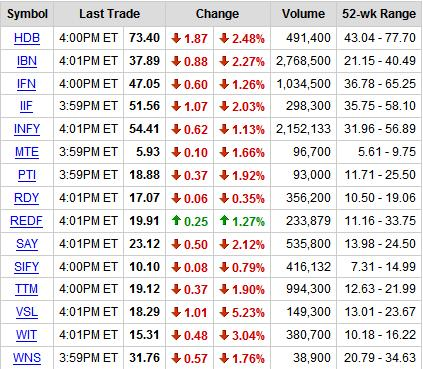 Symbol Last Trade Change Volume 52-wk Range
HDB 4:00PM ET 73.40 1.87 2.48% 491,400 43.04 - 77.70
IBN 4:01PM ET 37.89 0.88 2.27% 2,768,500 21.15 - 40.49
IFN 4:00PM ET 47.05 0.60 1.26% 1,034,500 36.78 - 65.25
IIF 3:59PM ET 51.56 1.07 2.03% 298,300 35.75 - 58.10
INFY 4:01PM ET 54.41 0.62 1.13% 2,152,133 31.96 - 56.89
MTE 3:59PM ET 5.93 0.10 1.66% 96,700 5.61 - 9.75
PTI 3:59PM ET 18.88 0.37 1.92% 93,000 11.71 - 25.50
RDY 4:01PM ET 17.07 0.06 0.35% 356,200 10.50 - 19.06
REDF 4:01PM ET 19.91 0.25 1.27% 233,879 11.16 - 33.75
SAY 4:01PM ET 23.12 0.50 2.12% 535,800 13.98 - 24.50
SIFY 4:00PM ET 10.10 0.08 0.79% 416,132 7.31 - 14.99
TTM 4:00PM ET 19.12 0.37 1.90% 994,300 12.63 - 21.99
VSL 4:01PM ET 18.29 1.01 5.23% 149,300 13.01 - 23.67
WIT 4:01PM ET 15.31 0.48 3.04% 380,700 10.18 - 16.22
WNS 3:59PM ET 31.76 0.57 1.76% 38,900 20.79 - 34.63